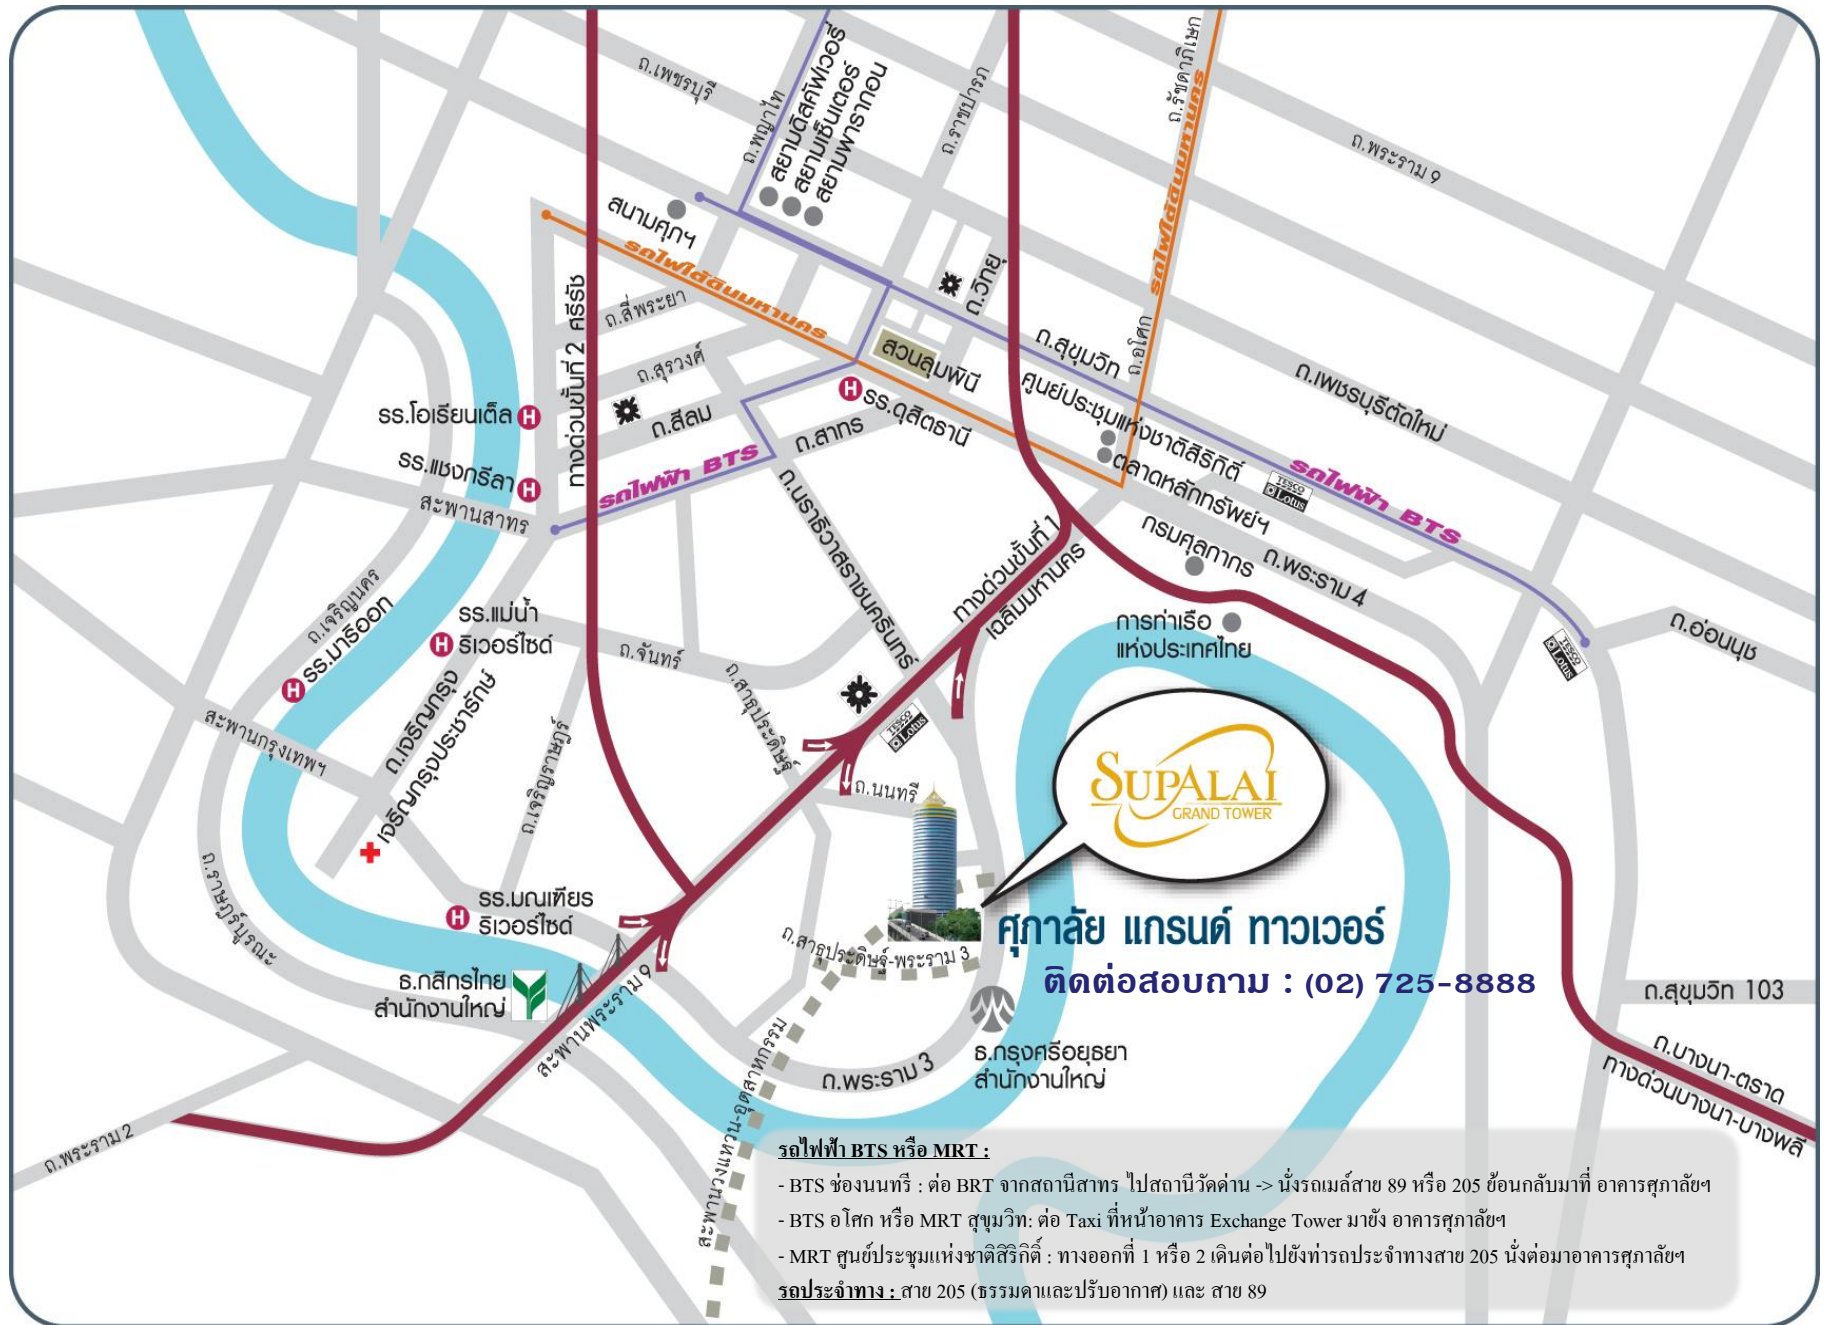 ถ.เพชรบุรี
ถ.พญาไท
สยามดิสคัฟเวอรี่
สยามเซ็นเตอร์
สยามพารากอน
ถ.ราชปรารภ
ถ.รัชดาภิเษก
รถไฟใต้ดินมหานคร
ถ.พระราม 9
สนามศุภฯ
รถไฟใต้ดินมหานคร
ถ.วิทยุ
ทางด่วนขั้นที่ 2 ศรีรัช
ถ.สี่พระยา
ถ.สุรวงศ์
ถ.สีลม
สวนลุมพินี
ถ.สุขุมวิท
ถ.อโศก
ถ.เพชรบุรีตัดใหม่
รร.โอเรียนเต็ล
H
H
รร.ดุสิตธานี
ศูนย์ประชุมแห่งชาติสิริกิติ์
ตลาดหลักทรัพย์ฯ
ถ.สาทร
รร.แชงกรีลา
H
สะพานสาทร
รถไฟฟ้า BTS
TESCO
Lotus
รถไฟฟ้า BTS
ถ.นราธิวาสราชนครินทร์
ทางด่วนขั้นที่ 1
เฉลิมมหานคร
กรมศุลกากร
ถ.พระราม 4
ถ.เจริญนคร
รร.มาริออท
H
รร.แม่น้ำ
H
ริเวอร์ไซด์
ถ.จันทร์
การท่าเรือ
แห่งประเทศไทย
ถ.อ่อนนุช
TESCO
Lotus
ถ.เจริญกรุง
เจริญกรุงประชารักษ์
ถ.เจริญราษฎร์
ถ.สาธุประดิษฐ์
TESCO
Lotus
สะพานกรุงเทพฯ
ถ.นนทรี
SUPALAI
GRAND TOWER
ถ.ราษฎร์บูรณะ
H
รร.มณเฑียร
ริเวอร์ไซด์
ถ.สาธุประดิษฐ์-พระราม 3
ศุภาลัย แกรนด์ ทาวเวอร์
ติดต่อสอบถาม : (02) 725-8888
ธ.กสิกรไทย
สำนักงานใหญ่
สะพานพระราม 9
ถ.สุขุมวิท 103
ธ.กรุงศรีอยุธยา
สำนักงานใหญ่
ถ.พระราม 3
ถ.บางนา-ตราด
ทางด่วนบางนา-บางพลี
ถ.พระราม 2
สะพานวงแหวน-อุตสาหกรรม
รถไฟฟ้า BTS หรือ MRT :
- BTS ช่องนนทรี : ต่อ BRT จากสถานีสาทร ไปสถานีวัดด่าน -> นั่งรถเมล์สาย 89 หรือ 205 ย้อนกลับมาที่ อาคารศุภาลัยฯ
- BTS อโศก หรือ MRT สุขุมวิท: ต่อ Taxi ที่หน้าอาคาร Exchange Tower มายัง อาคารศุภาลัยฯ
- MRT ศูนย์ประชุมแห่งชาติสิริกิติ์ : ทางออกที่ 1 หรือ 2 เดินต่อไปยังท่ารถประจำทางสาย 205 นั่งต่อมาอาคารศุภาลัยฯ
รถประจำทาง : สาย 205 (ธรรมดาและปรับอากาศ) และ สาย 89